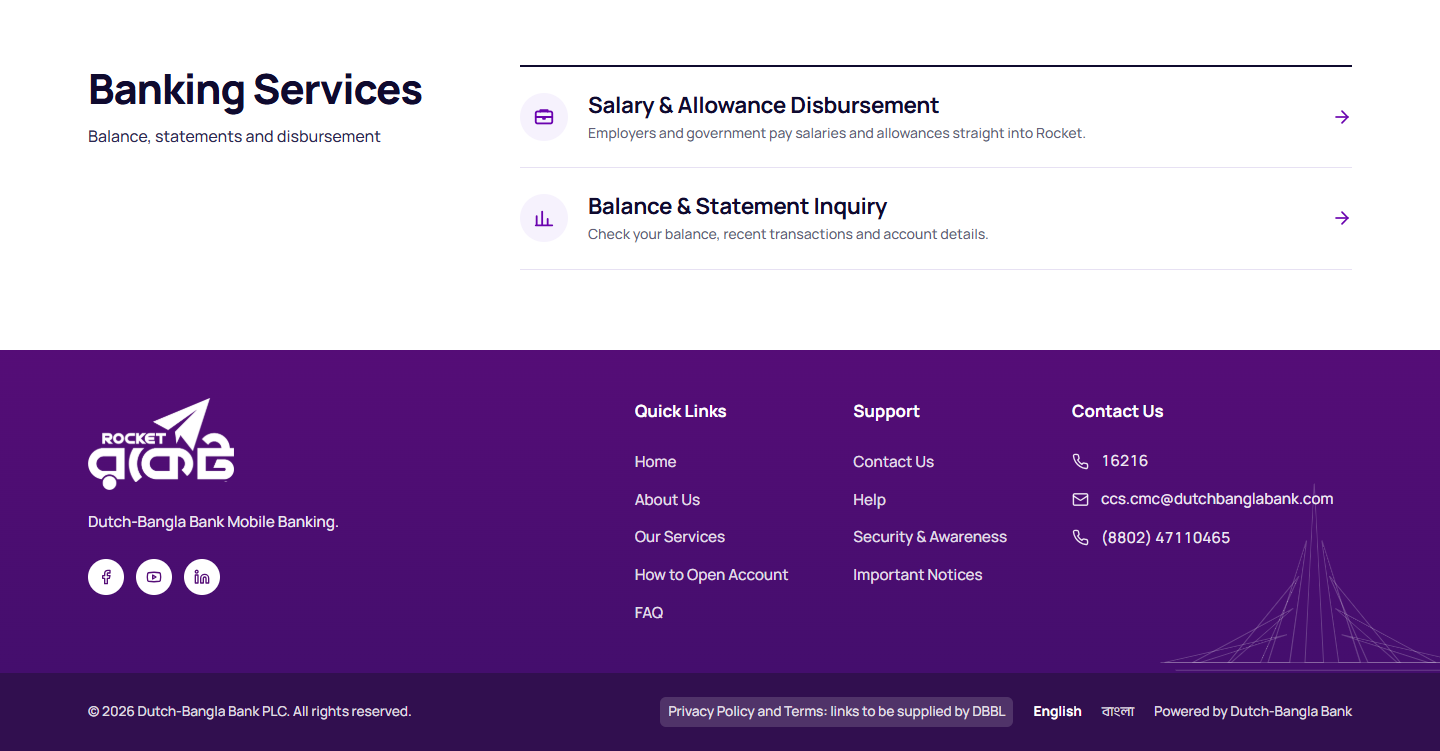 Banking Services
Balance, statements and disbursement
Salary & Allowance Disbursement
Employers and government pay salaries and allowances straight into Rocket.
Balance & Statement Inquiry
Check your balance, recent transactions and account details.
ROCKET
রকেট
Dutch-Bangla Bank Mobile Banking.
Quick Links
Home
About Us
Our Services
How to Open Account
FAQ
Support
Contact Us
Help
Security & Awareness
Important Notices
Contact Us
16216
ccs.cmc@dutchbanglabank.com
(8802) 47110465
© 2026 Dutch-Bangla Bank PLC. All rights reserved.
Privacy Policy and Terms: links to be supplied by DBBL
English
বাংলা
Powered by Dutch-Bangla Bank